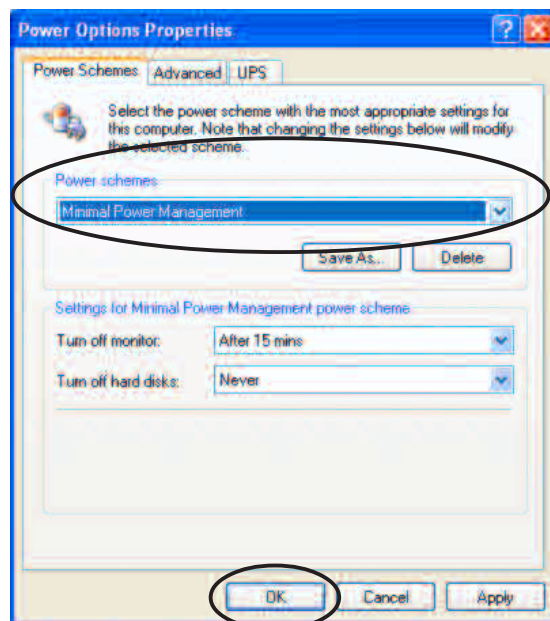 Power Options Properties
Power Schemes Advanced UPS
Select the power scheme with the most appropriate settings for
this computer. Note that changing the settings below will modify
the selected scheme.
Power schemes
Minimal Power Management
Save As... Delete
Settings for Minimal Power Management power scheme
Turn off monitor: After 15 mins
Turn off hard disks: Never
OK Cancel Apply